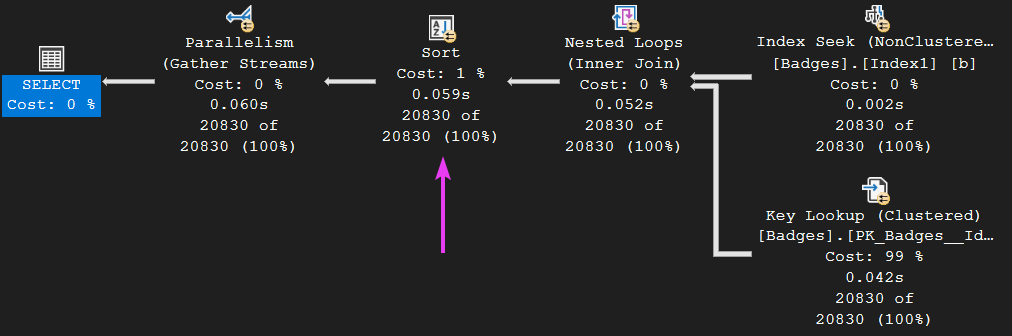 SELECT
Cost: 0 %
Parallelism
(Gather Streams)
Cost: 0 %
0.060s
20830 of
20830 (100%)
Sort
Cost: 1 %
0.059s
20830 of
20830 (100%)
Nested Loops
(Inner Join)
Cost: 0 %
0.052s
20830 of
20830 (100%)
Index Seek (NonClustere…
[Badges].[Index1] [b]
Cost: 0 %
0.002s
20830 of
20830 (100%)
Key Lookup (Clustered)
[Badges].[PK_Badges__Id…
Cost: 99 %
0.042s
20830 of
20830 (100%)